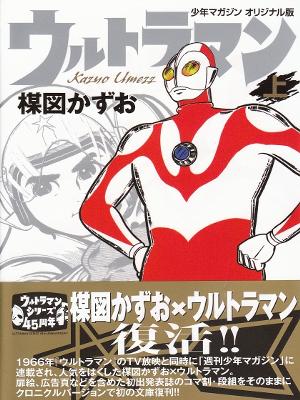 少年マガジン オリジナル版
ウルトラマン
Kazuo Umezz
上
楳図かずお
ウルトラマン
シリーズ
45周年
楳図かずお×ウルトラマン
復活!!
1966年、『ウルトラマン』のTV放映と同時に『週刊少年マガジン』に
連載され、人気をはくした楳図かずお×ウルトラマン。
扉絵、広告頁などを含めた初出発表誌のコマ割・段組をそのままに
クロニクルバージョンで初の文庫復刊!!